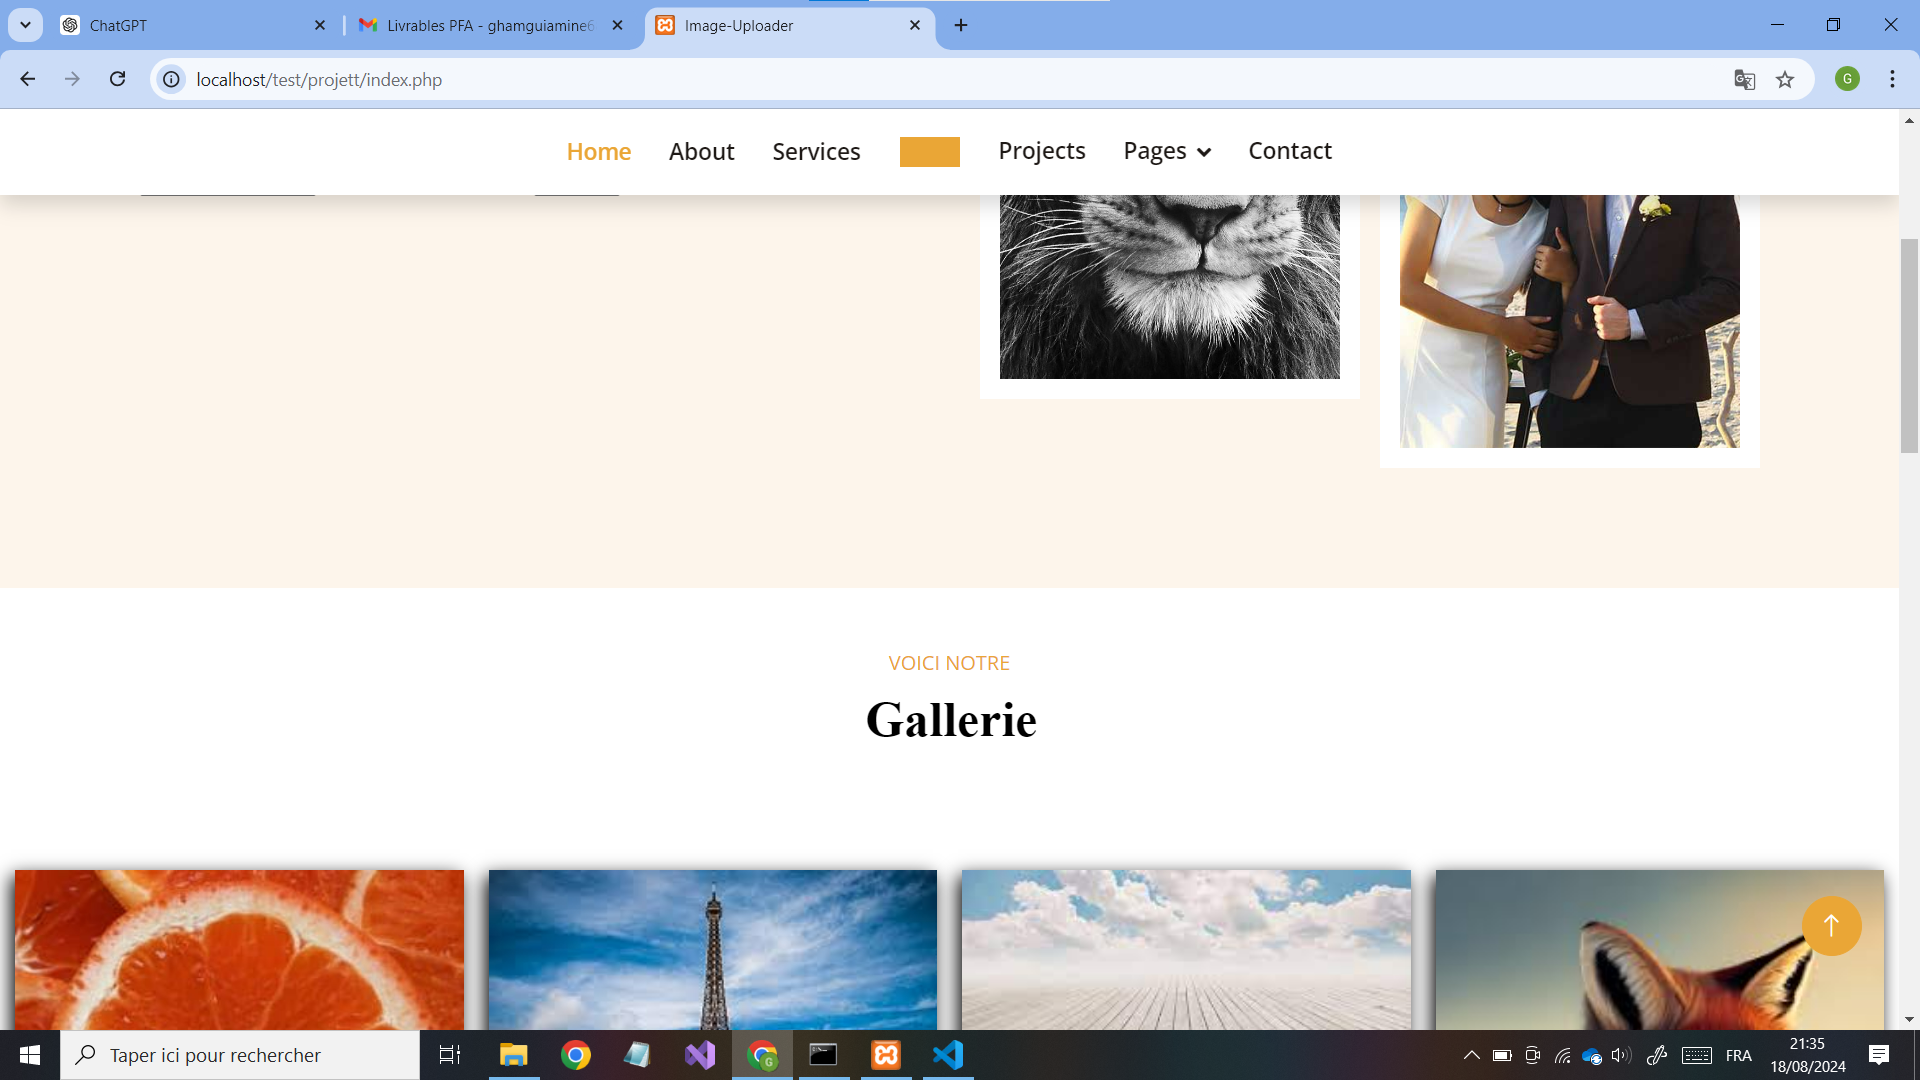 ChatGPT
Livrables PFA - ghamguiamine6
Image-Uploader
localhost/test/projett/index.php
G
Home About Services Projects Pages Contact
VOICI NOTRE
Gallerie
Taper ici pour rechercher
G
FRA
21:35
18/08/2024